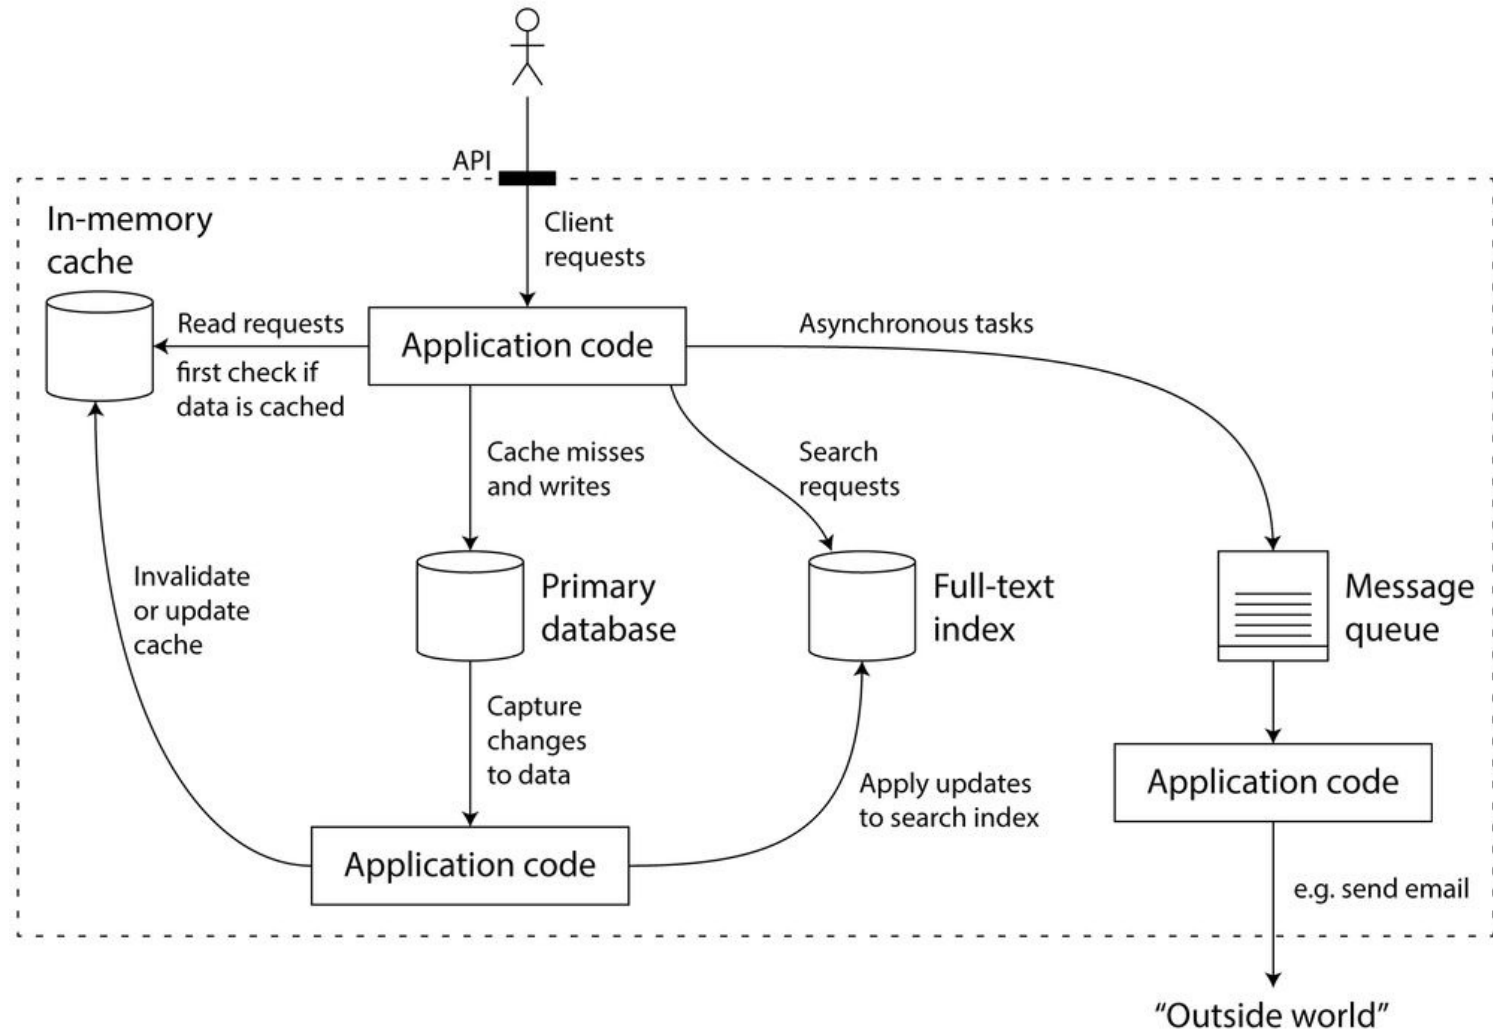 API
Client
requests
In-memory
cache
Read requests
first check if
data is cached
Application code
Asynchronous tasks
Cache misses
and writes
Search
requests
Invalidate
or update
cache
Primary
database
Full-text
index
Message
queue
Capture
changes
to data
Apply updates
to search index
Application code
Application code
e.g. send email
“Outside world”